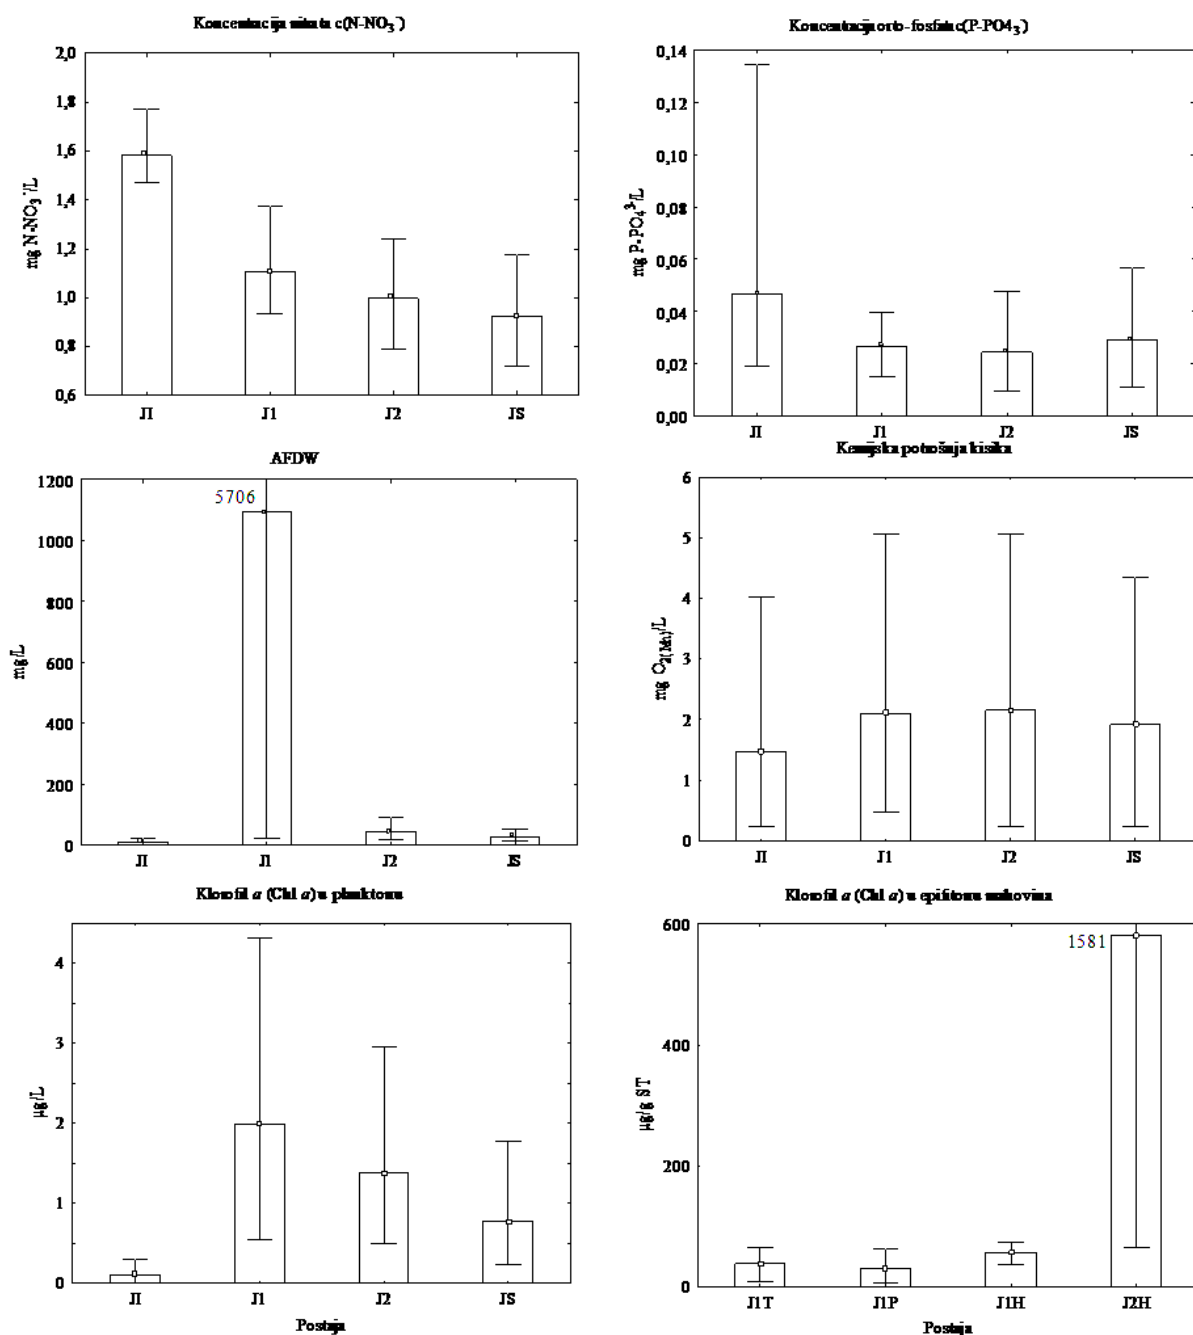 Koncentracija nitata c(N-NO₃⁻)
2,0
1,8
1,6
1,4
1,2
1,0
0,8
0,6
mg N-NO₃⁻/L
JI J1 J2 JS
Koncentracija orto-fosfata c(P-PO4₃)
0,14
0,12
0,10
0,08
0,06
0,04
0,02
0,00
mg P-PO₄³⁻/L
JI J1 J2 JS
AFDW
1200
1000
800
600
400
200
0
mg/L
5706
JI J1 J2 JS
Kemijska potrošnja kisika
6
5
4
3
2
1
0
mg O₂(Mn)/L
JI J1 J2 JS
Klorofil a (Chl a) u planktonu
4
3
2
1
0
µg/L
JI J1 J2 JS
Postaja
Klorofil a (Chl a) u epifitonu mahovina
600
400
200
0
µg/g ST
1581
J1T J1P J1H J2H
Postaja